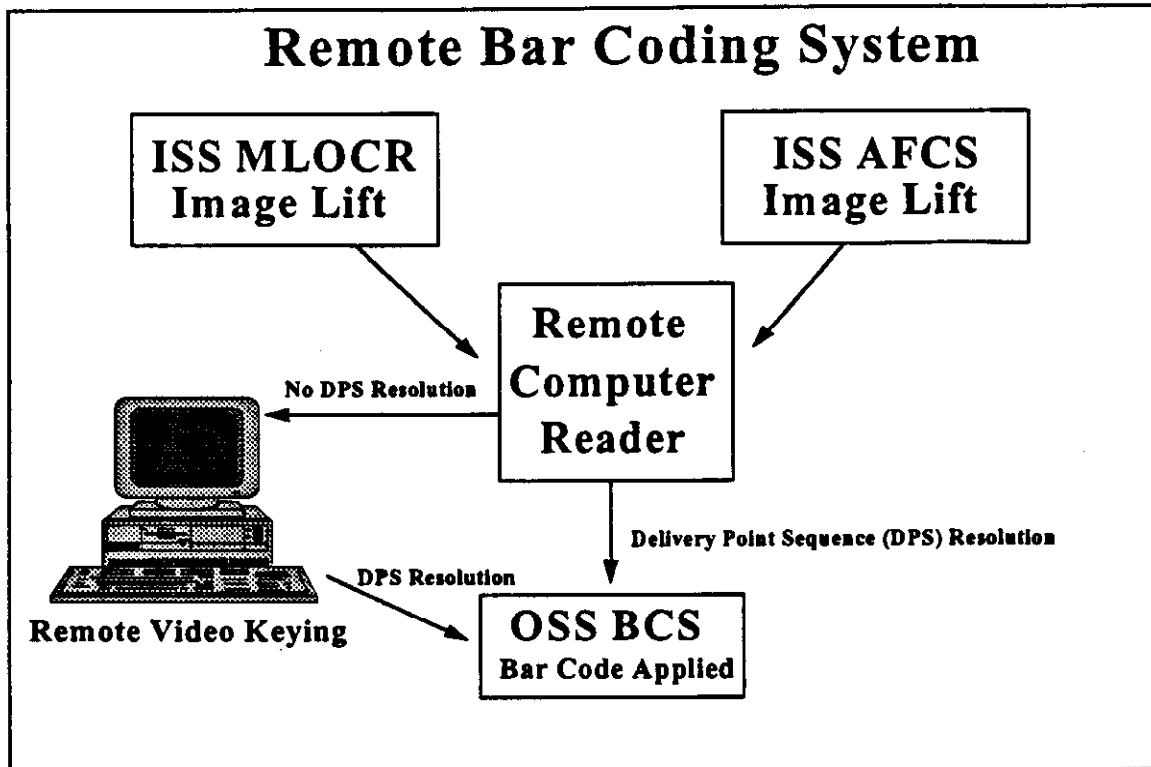 Remote Bar Coding System
ISS MLOCR
Image Lift
ISS AFCS
Image Lift
Remote
Computer
Reader
No DPS Resolution
Delivery Point Sequence (DPS) Resolution
DPS Resolution
Remote Video Keying
OSS BCS
Bar Code Applied